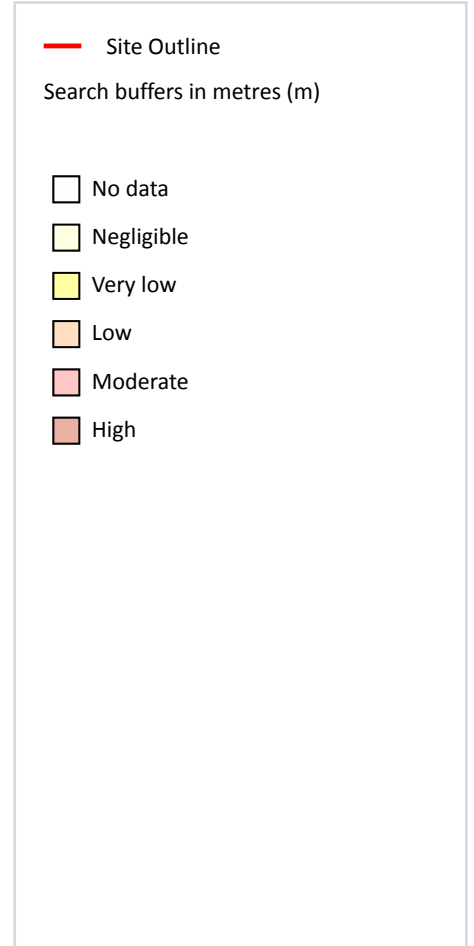 Site Outline
Search buffers in metres (m)
No data
Negligible
Very low
Low
Moderate
High